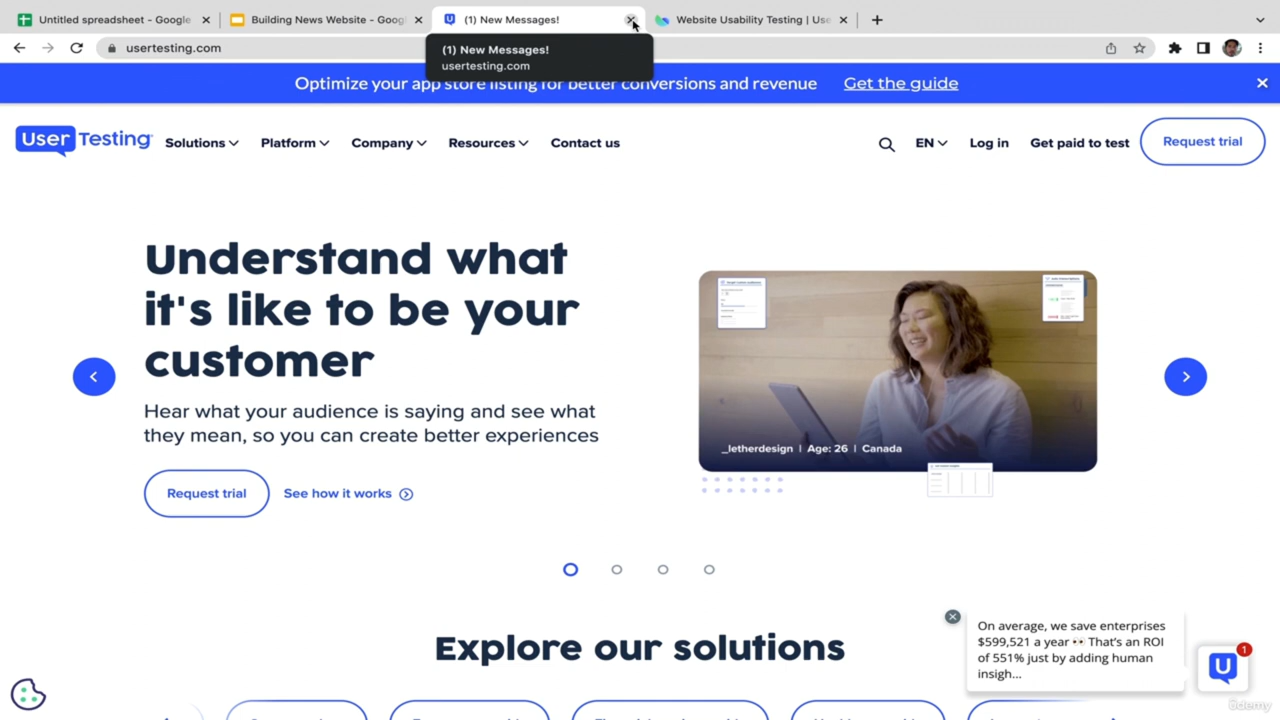 Untitled spreadsheet - Google
Building News Website - Goog
(1) New Messages!
Website Usability Testing | Use
usertesting.com
(1) New Messages!
usertesting.com
Optimize your app store listing for better conversions and revenue
Get the guide
User Testing
Solutions
Platform
Company
Resources
Contact us
EN
Log in
Get paid to test
Request trial
Understand what
it's like to be your
customer
Hear what your audience is saying and see what
they mean, so you can create better experiences
Request trial
See how it works
_letherdesign | Age: 26 | Canada
Explore our solutions
On average, we save enterprises
$599,521 a year 👀 That's an ROI
of 551% just by adding human
insigh...
1
ûdemy